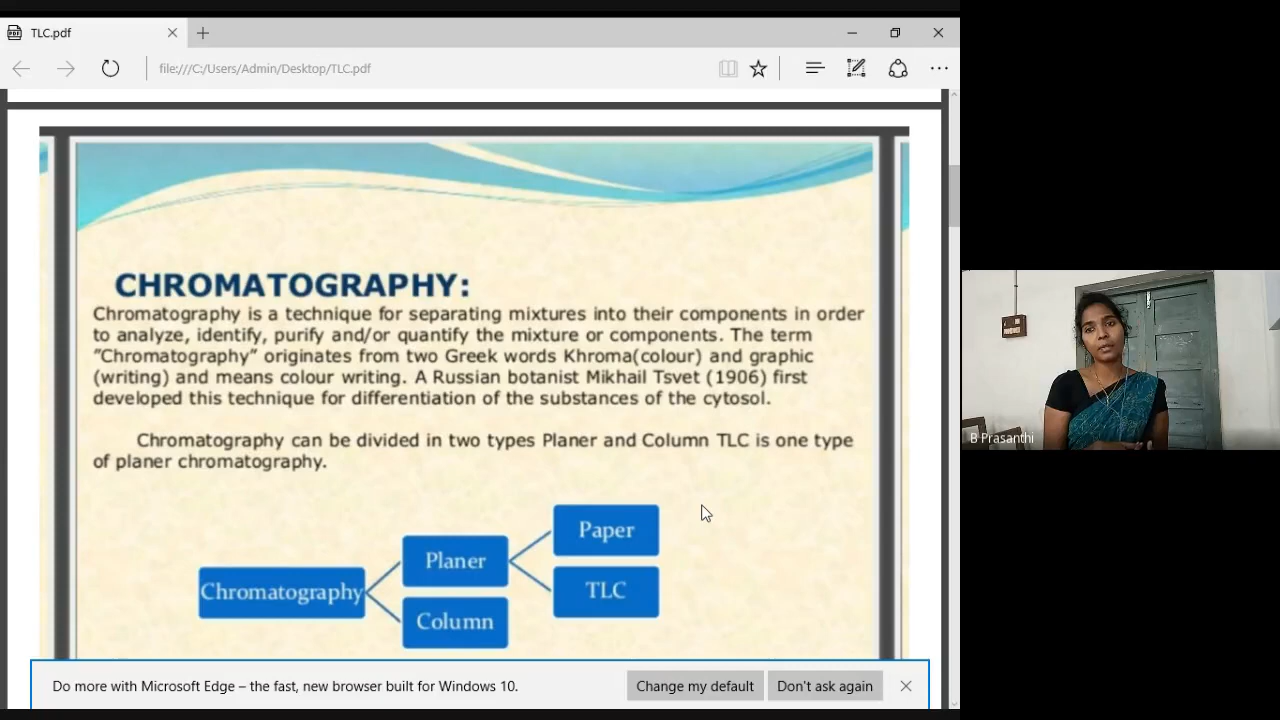 TLC.pdf
file:///C:/Users/Admin/Desktop/TLC.pdf
CHROMATOGRAPHY:
Chromatography is a technique for separating mixtures into their components in order
to analyze, identify, purify and/or quantify the mixture or components. The term
”Chromatography” originates from two Greek words Khroma(colour) and graphic
(writing) and means colour writing. A Russian botanist Mikhail Tsvet (1906) first
developed this technique for differentiation of the substances of the cytosol.
Chromatography can be divided in two types Planer and Column TLC is one type
of planer chromatography.
Paper
Planer
TLC
Chromatography
Column
Do more with Microsoft Edge – the fast, new browser built for Windows 10.
Change my default
Don't ask again
B Prasanthi